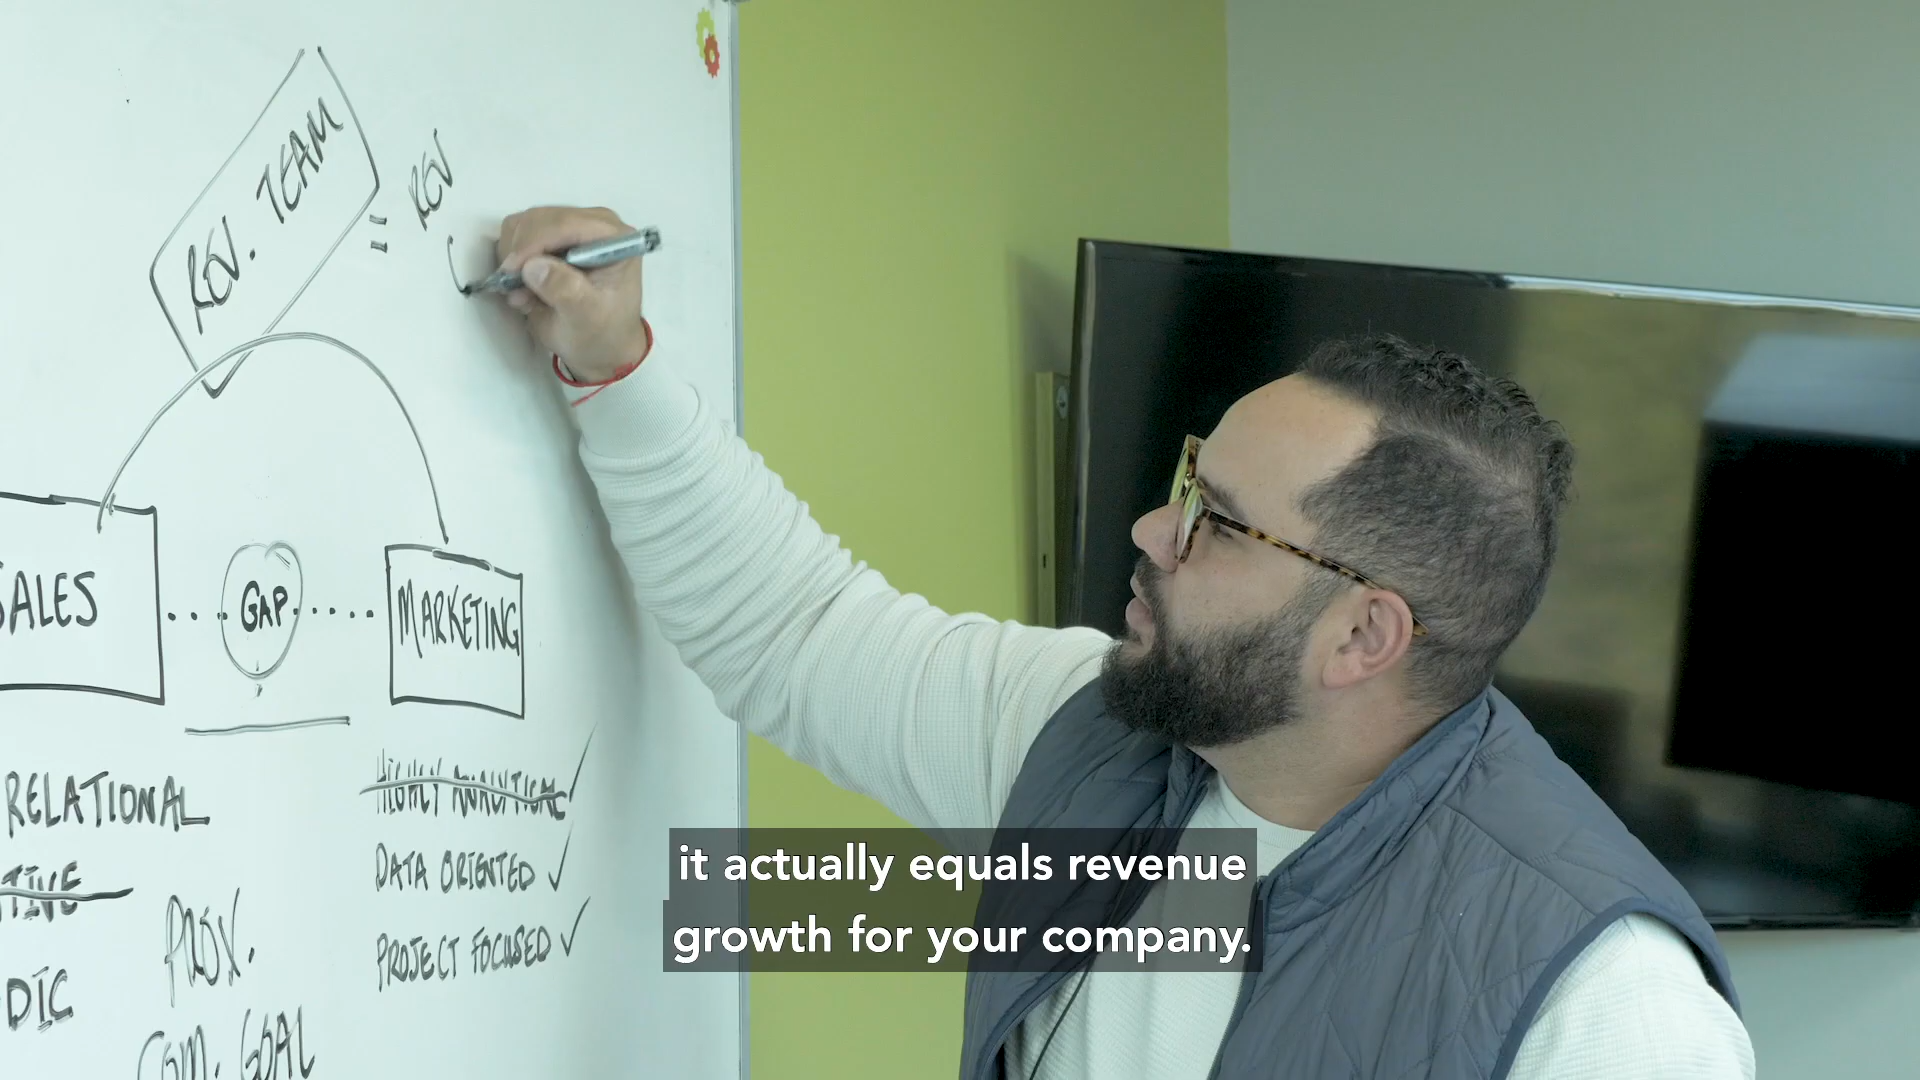 REV. TEAM
= REV
SALES
GAP
MARKETING
RELATIONAL
HIGHLY ANALYTICAL
DATA ORIENTED
PROJECT FOCUSED
PROX.
COM. GOAL
it actually equals revenue
growth for your company.